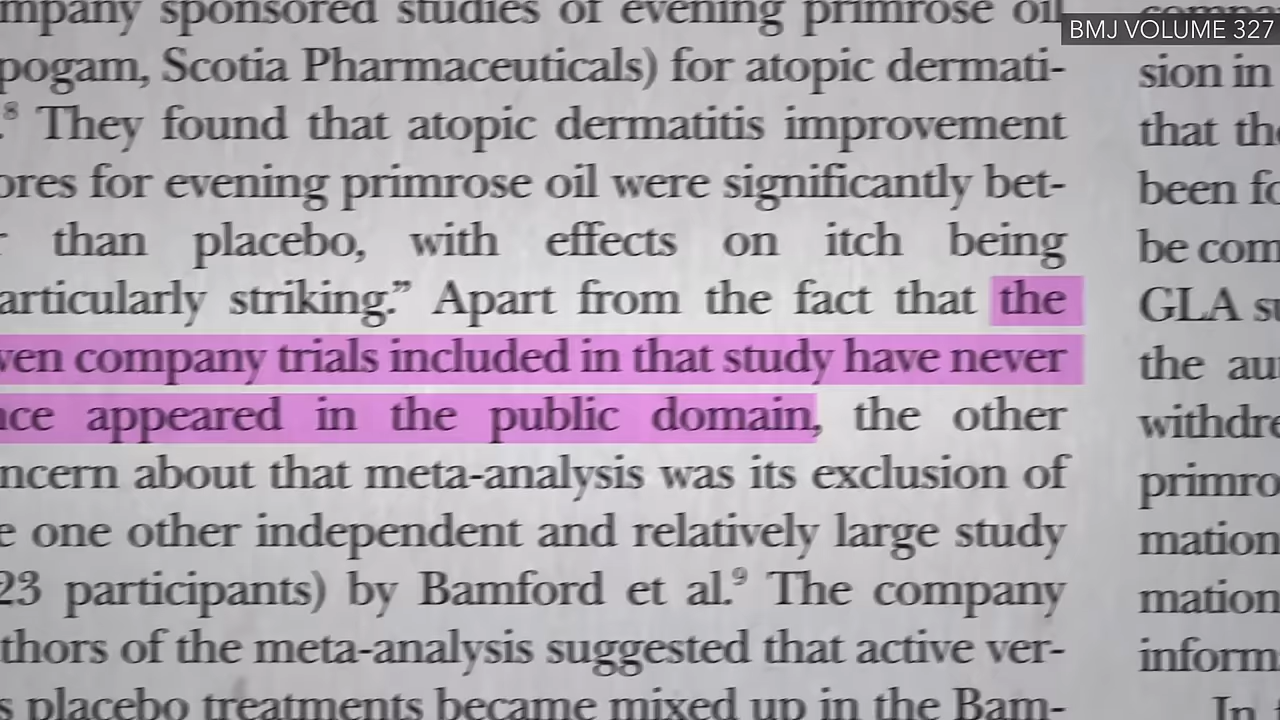 BMJ VOLUME 327
mpany sponsored studies of evening primrose oil
pogam, Scotia Pharmaceuticals) for atopic dermati-
.⁸ They found that atopic dermatitis improvement
ores for evening primrose oil were significantly bet-
r than placebo, with effects on itch being
articularly striking.” Apart from the fact that the
ven company trials included in that study have never
nce appeared in the public domain, the other
ncern about that meta-analysis was its exclusion of
e one other independent and relatively large study
23 participants) by Bamford et al.⁹ The company
thors of the meta-analysis suggested that active ver-
s placebo treatments became mixed up in the Bam-
sion in
that the
been fo
be com
GLA su
the au
withdre
primro
mation
mation
inform
In